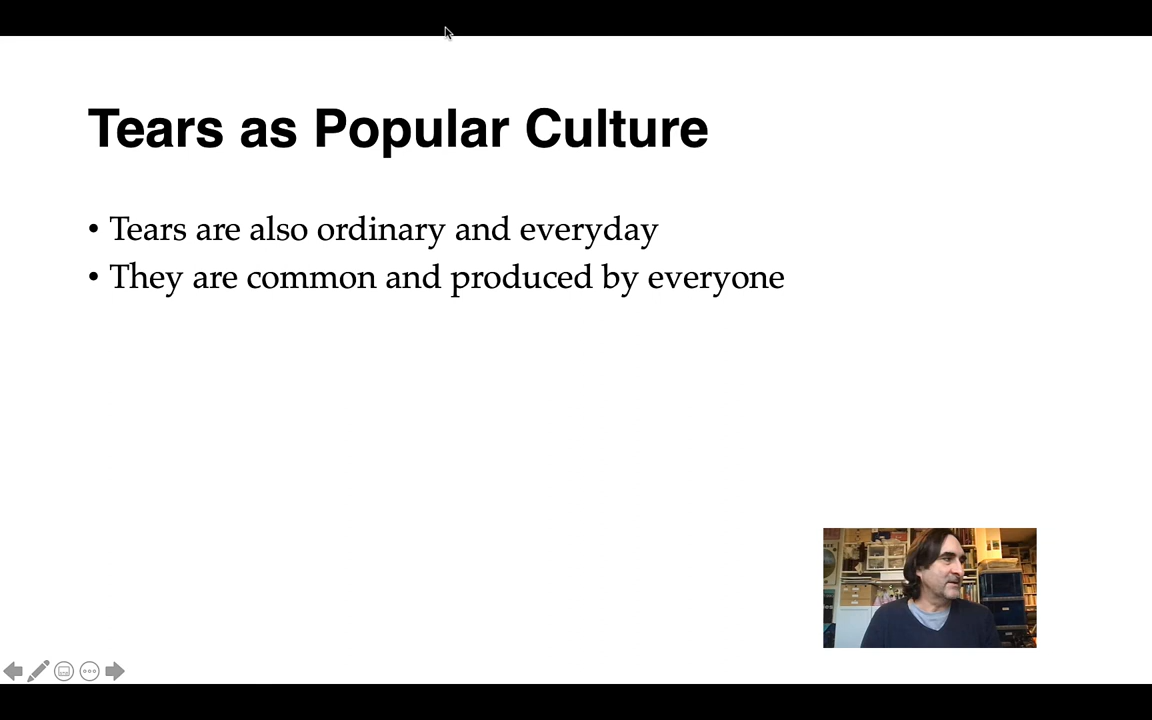 Tears as Popular Culture
• Tears are also ordinary and everyday
• They are common and produced by everyone